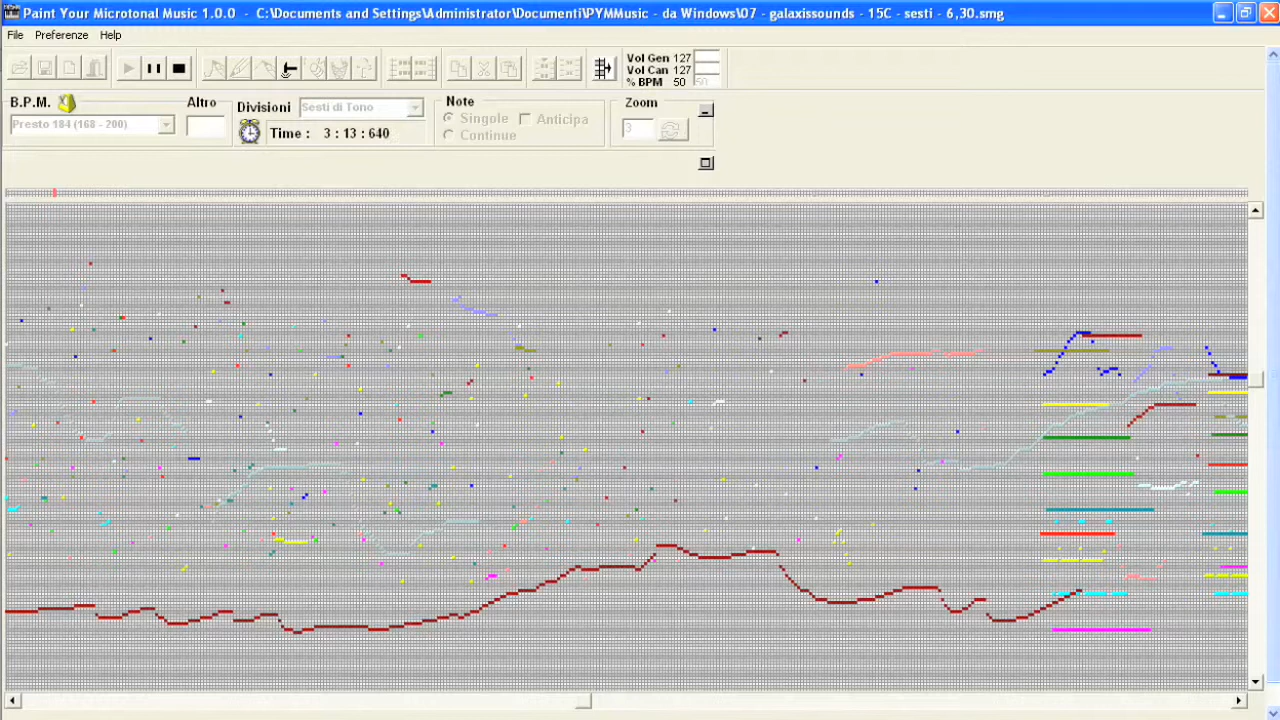 Paint Your Microtonal Music 1.0.0 - C:\Documents and Settings\Administrator\Documenti\PYMMusic - da Windows\07 - galaxissounds - 15C - sesti - 6,30.smg
File Preferenze Help
Vol Gen 127
Vol Can 127
% BPM 50 50
B.P.M. Altro Divisioni Sesti di Tono Note Zoom
Presto 184 (168 - 200) Singole Anticipa 3
Time : 3 : 13 : 640 Continue